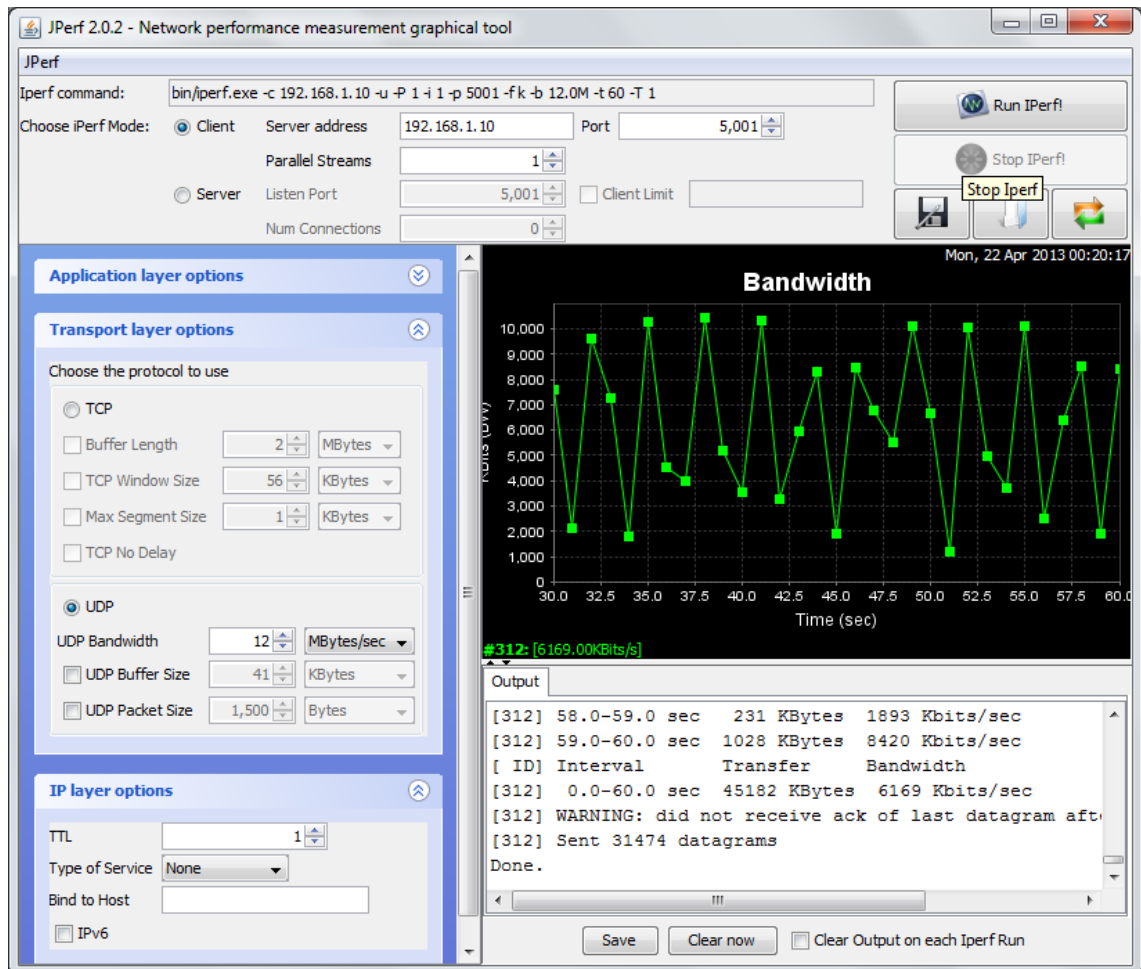 JPerf 2.0.2 - Network performance measurement graphical tool
JPerf
Iperf command: bin/iperf.exe -c 192.168.1.10 -u -P 1 -i 1 -p 5001 -f k -b 12.0M -t 60 -T 1
Run IPerf!
Choose iPerf Mode: Client Server address 192.168.1.10 Port 5,001
Parallel Streams 1
Stop IPerf!
Stop Iperf
Server Listen Port 5,001 Client Limit
Num Connections 0
Application layer options
Transport layer options
Choose the protocol to use
TCP
Buffer Length 2 MBytes
TCP Window Size 56 KBytes
Max Segment Size 1 KBytes
TCP No Delay
UDP
UDP Bandwidth 12 MBytes/sec
UDP Buffer Size 41 KBytes
UDP Packet Size 1,500 Bytes
IP layer options
TTL 1
Type of Service None
Bind to Host
IPv6
Mon, 22 Apr 2013 00:20:17
Bandwidth
10,000
9,000
8,000
7,000
6,000
5,000
4,000
3,000
2,000
1,000
0
30.0 32.5 35.0 37.5 40.0 42.5 45.0 47.5 50.0 52.5 55.0 57.5 60.0
Time (sec)
#312: [6169.00KBits/s]
Output
[312] 58.0-59.0 sec 231 KBytes 1893 Kbits/sec
[312] 59.0-60.0 sec 1028 KBytes 8420 Kbits/sec
[ ID] Interval Transfer Bandwidth
[312] 0.0-60.0 sec 45182 KBytes 6169 Kbits/sec
[312] WARNING: did not receive ack of last datagram afte
[312] Sent 31474 datagrams
Done.
Save Clear now Clear Output on each Iperf Run